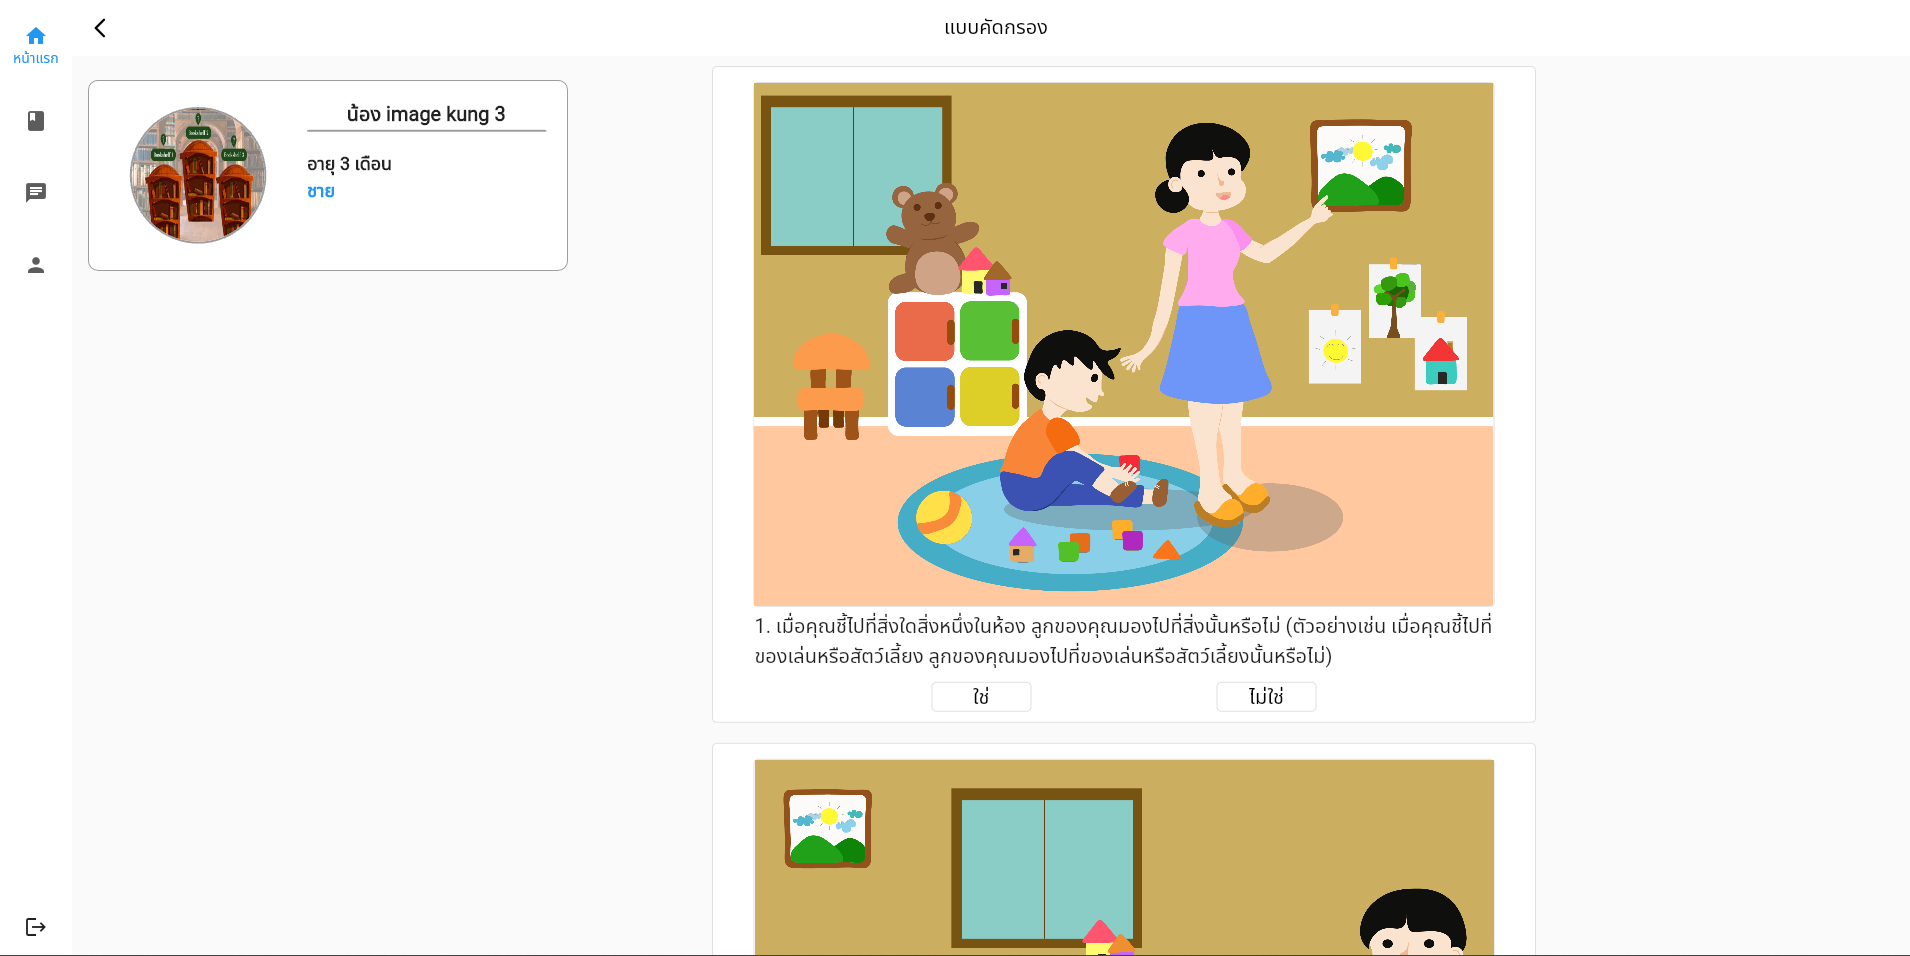 แบบคัดกรอง
หน้าแรก
น้อง image kung 3
อายุ 3 เดือน
ชาย
Bookshelf 2
Bookshelf 1
Bookshelf 3
1. เมื่อคุณชี้ไปที่สิ่งใดสิ่งหนึ่งในห้อง ลูกของคุณมองไปที่สิ่งนั้นหรือไม่ (ตัวอย่างเช่น เมื่อคุณชี้ไปที่
ของเล่นหรือสัตว์เลี้ยง ลูกของคุณมองไปที่ของเล่นหรือสัตว์เลี้ยงนั้นหรือไม่)
ใช่
ไม่ใช่